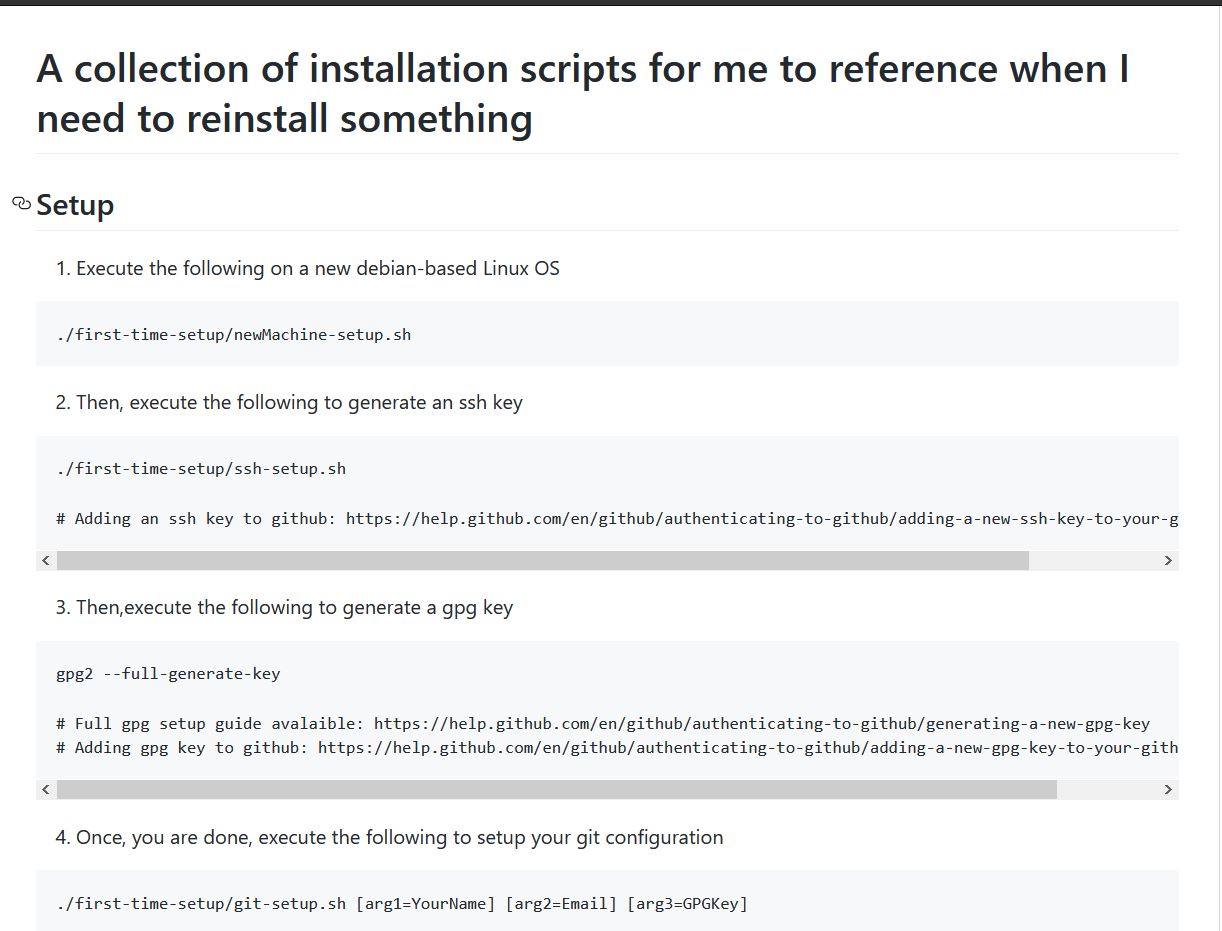 A collection of installation scripts for me to reference when I
need to reinstall something
Setup
1. Execute the following on a new debian-based Linux OS
./first-time-setup/newMachine-setup.sh
2. Then, execute the following to generate an ssh key
./first-time-setup/ssh-setup.sh
# Adding an ssh key to github: https://help.github.com/en/github/authenticating-to-github/adding-a-new-ssh-key-to-your-g
3. Then,execute the following to generate a gpg key
gpg2 --full-generate-key
# Full gpg setup guide avalaible: https://help.github.com/en/github/authenticating-to-github/generating-a-new-gpg-key
# Adding gpg key to github: https://help.github.com/en/github/authenticating-to-github/adding-a-new-gpg-key-to-your-gith
4. Once, you are done, execute the following to setup your git configuration
./first-time-setup/git-setup.sh [arg1=YourName] [arg2=Email] [arg3=GPGKey]